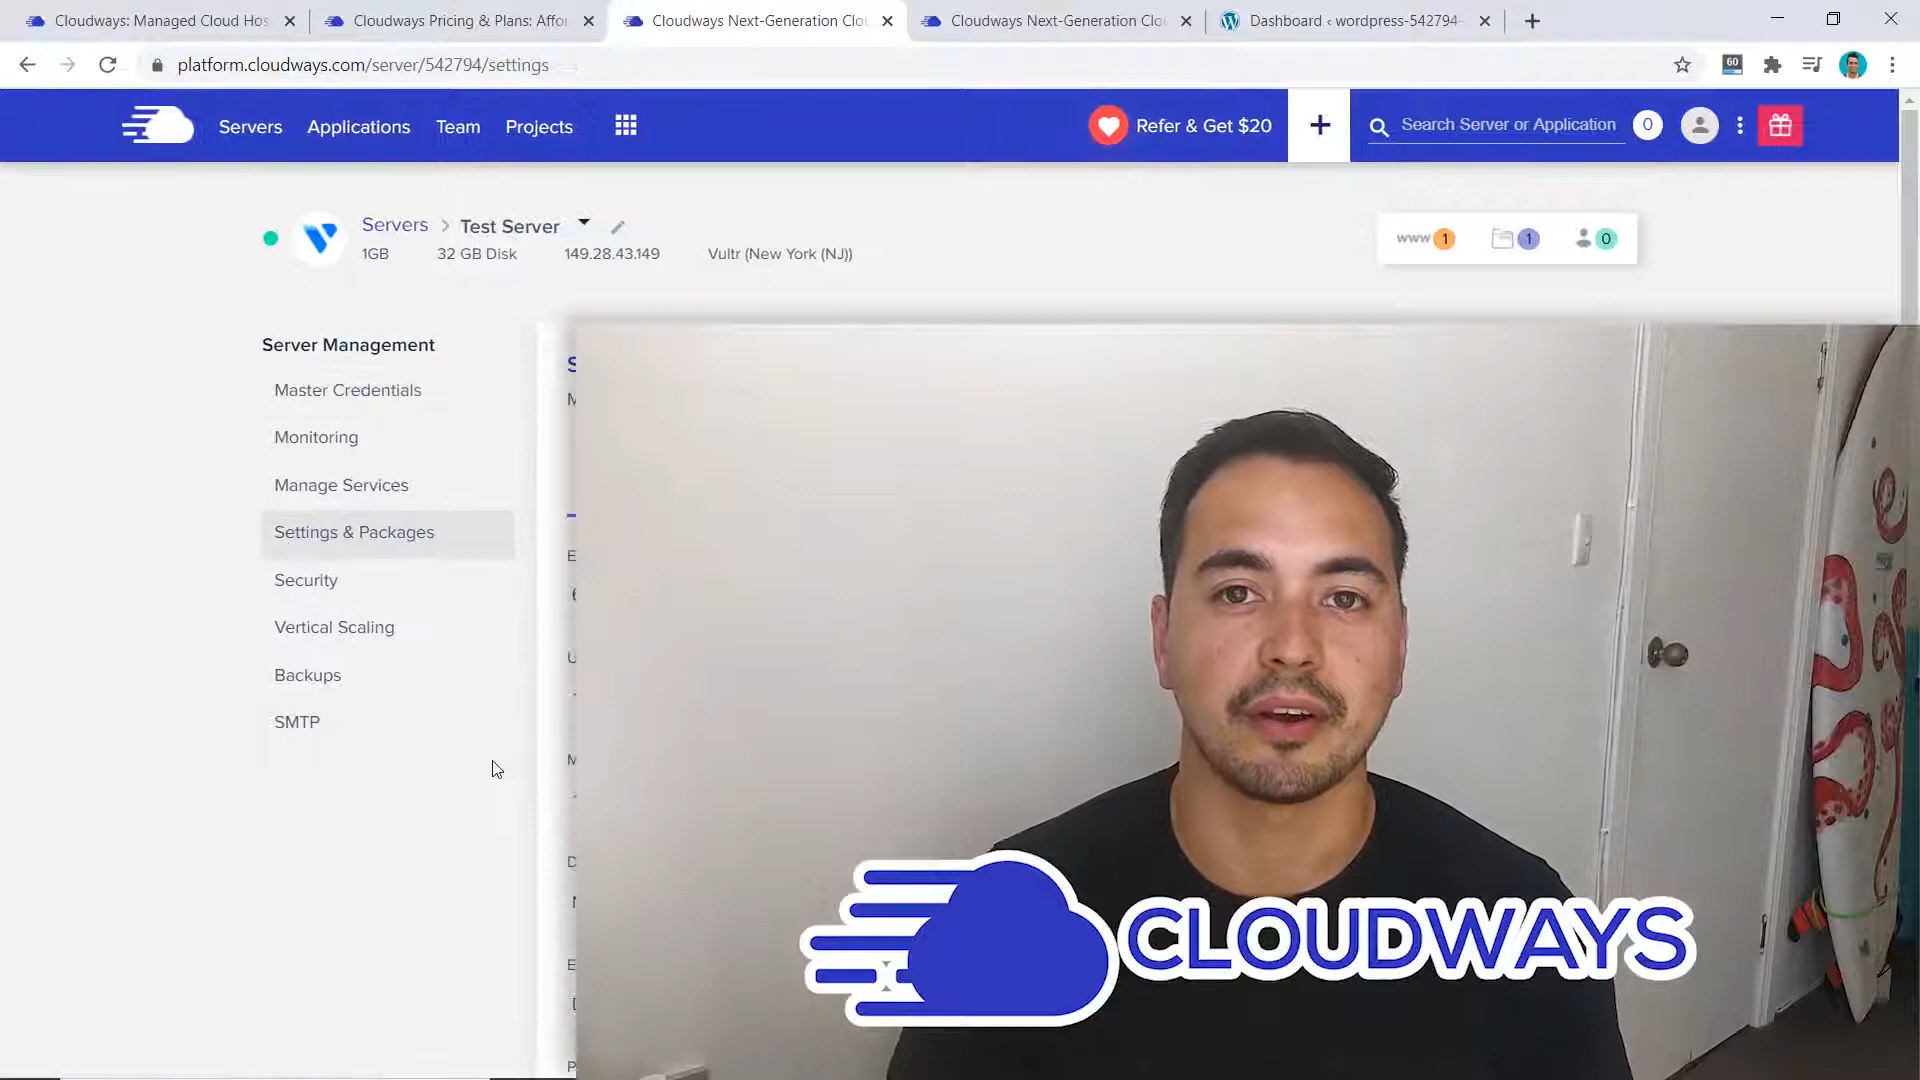 Cloudways: Managed Cloud Hos
Cloudways Pricing & Plans: Affo
Cloudways Next-Generation Clo
Cloudways Next-Generation Clo
Dashboard ‹ wordpress-542794-
platform.cloudways.com/server/542794/settings
60
Servers
Applications
Team
Projects
Refer & Get $20
Search Server or Application
0
Servers > Test Server
1GB
32 GB Disk
149.28.43.149
Vultr (New York (NJ))
www 1
1
0
Server Management
Master Credentials
Monitoring
Manage Services
Settings & Packages
Security
Vertical Scaling
Backups
SMTP
CLOUDWAYS